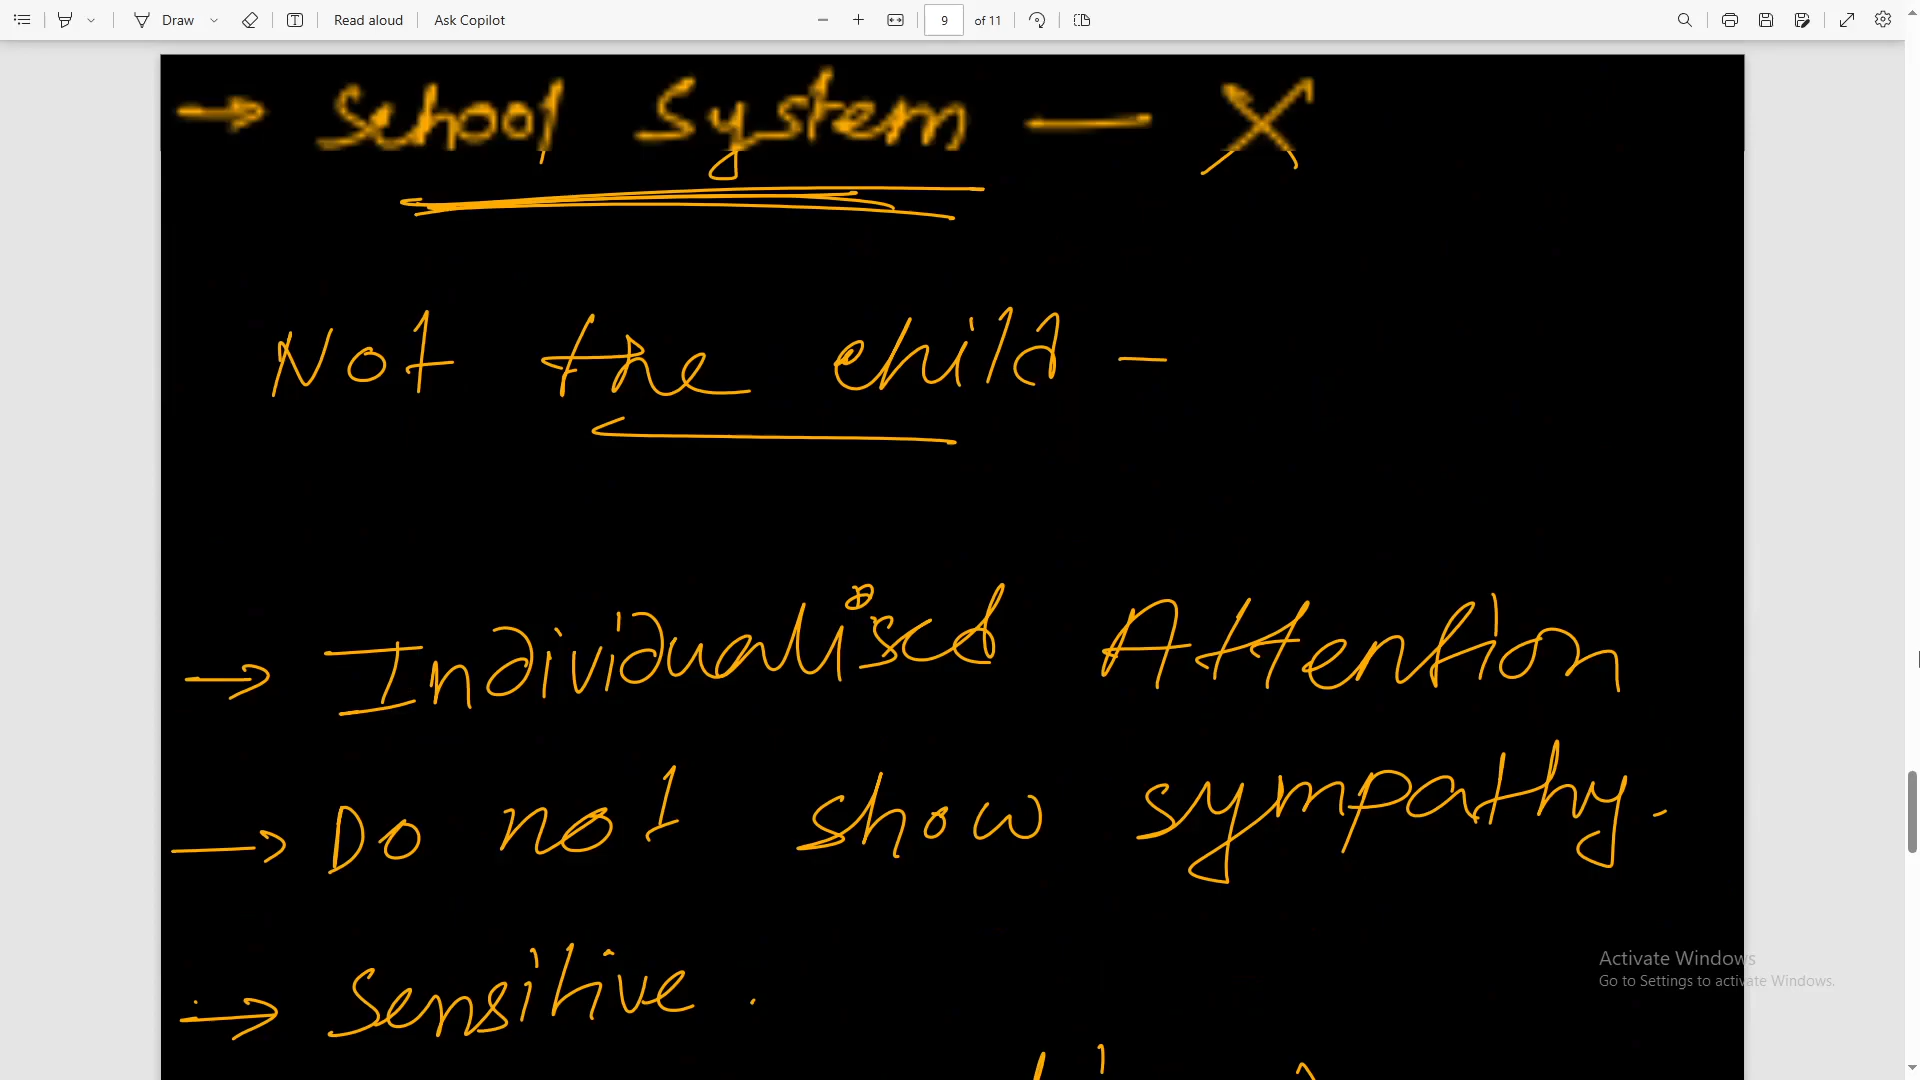 Draw Read aloud Ask Copilot 9 of 11
→ School System — X
Not the child -
→ Individualised Attention
→ Do not show sympathy.
→ Sensitive.
Activate Windows
Go to Settings to activate Windows.